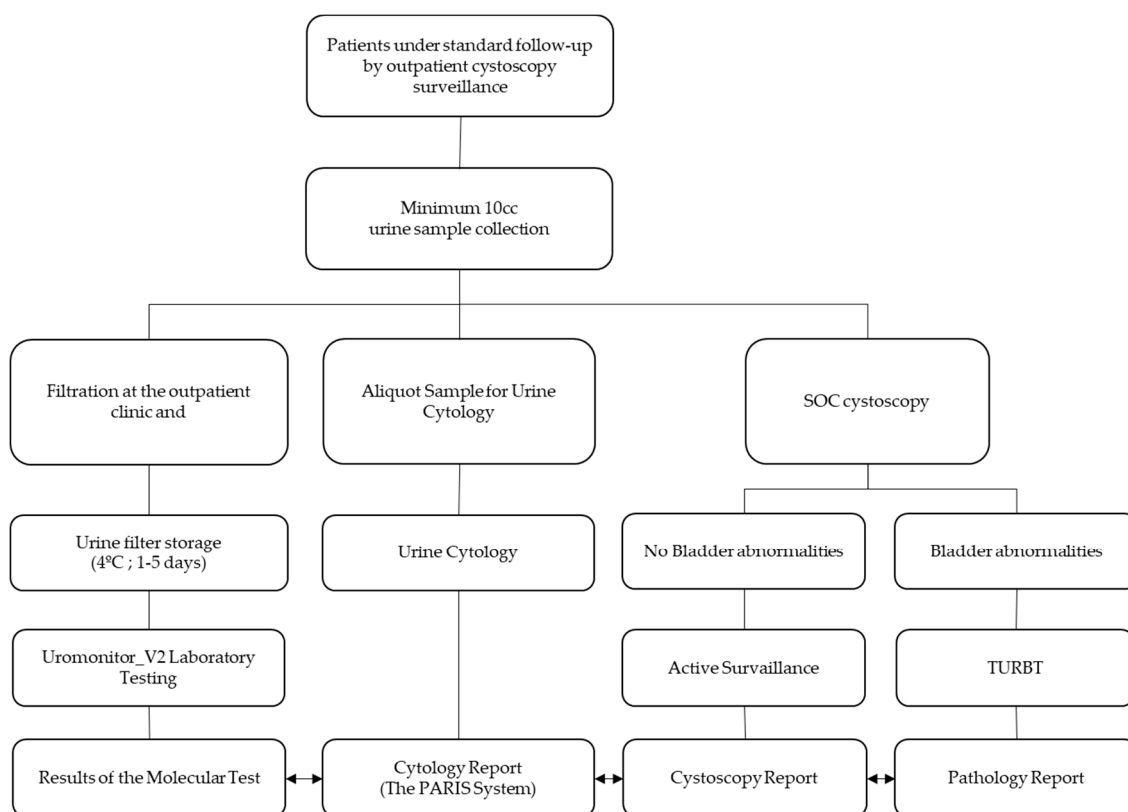 Patients under standard follow-up
by outpatient cystoscopy
surveillance
Minimum 10cc
urine sample collection
Filtration at the outpatient
clinic and
Aliquot Sample for Urine
Cytology
SOC cystoscopy
Urine filter storage
(4ºC ; 1-5 days)
Urine Cytology
No Bladder abnormalities
Bladder abnormalities
Uromonitor_V2 Laboratory
Testing
Active Survaillance
TURBT
Results of the Molecular Test
Cytology Report
(The PARIS System)
Cystoscopy Report
Pathology Report